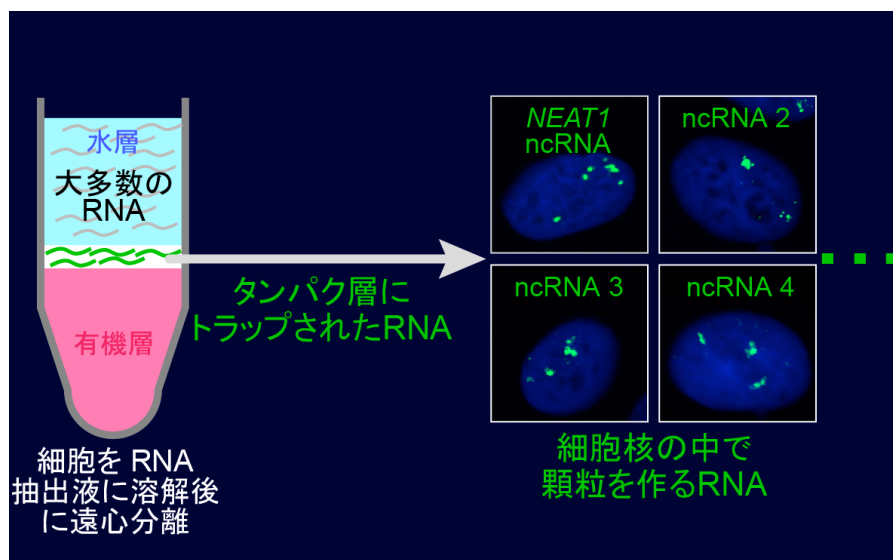 水層
大多数の
RNA
有機層
細胞を RNA
抽出液に溶解後
に遠心分離
タンパク層に
トラップされたRNA
NEAT1
ncRNA
ncRNA 2
ncRNA 3
ncRNA 4
細胞核の中で
顆粒を作るRNA